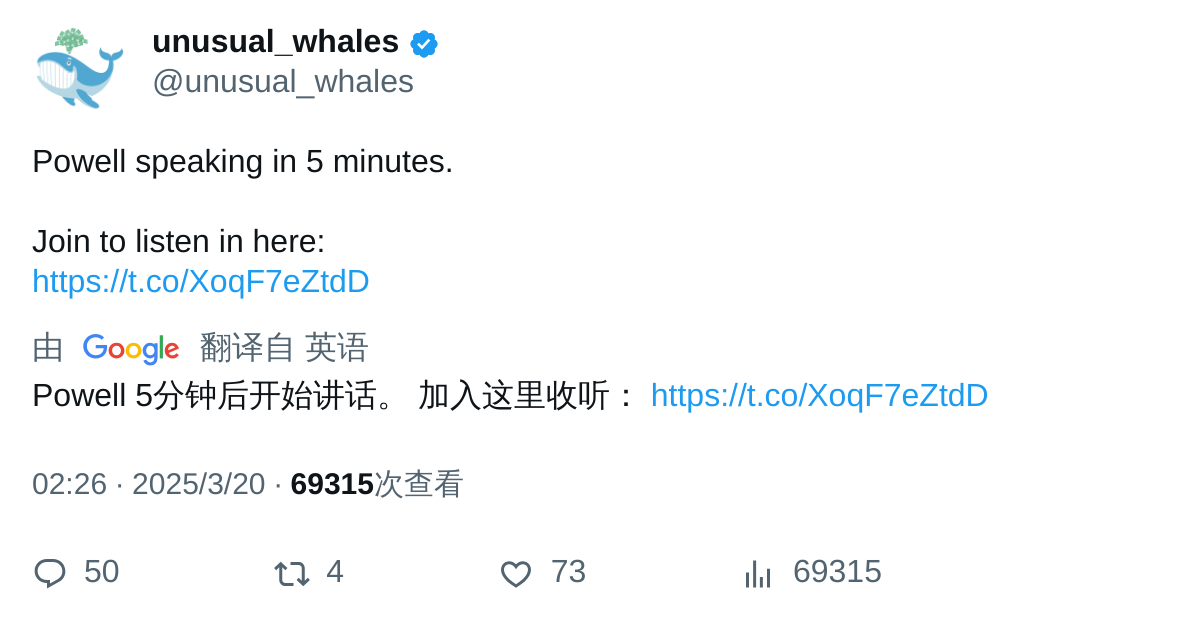 unusual_whales
@unusual_whales
Powell speaking in 5 minutes.
Join to listen in here:
https://t.co/XoqF7eZtdD
由 Google 翻译自 英语
Powell 5分钟后开始讲话。 加入这里收听： https://t.co/XoqF7eZtdD
02:26 · 2025/3/20 · 69315次查看
50 4 73 69315